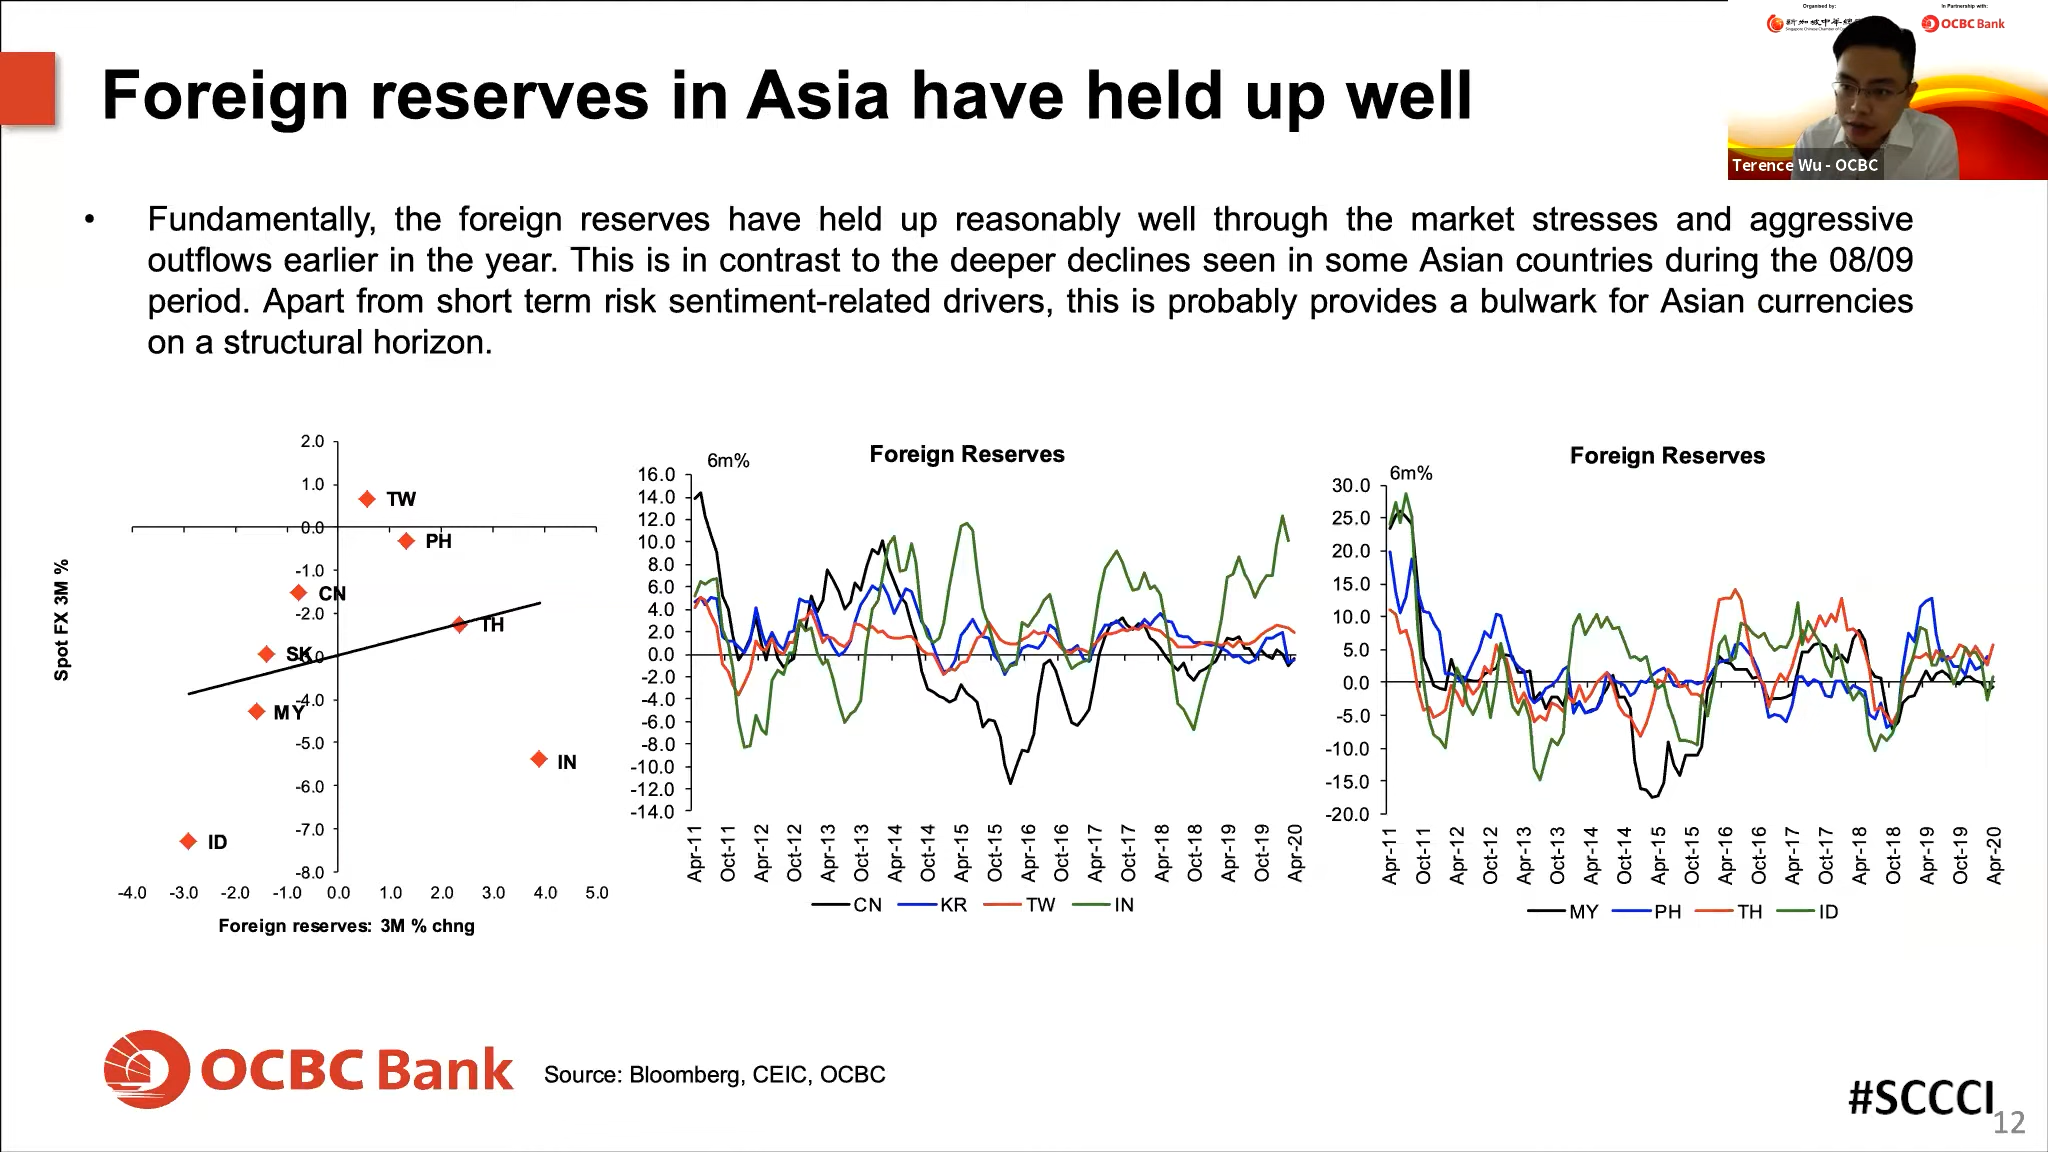 Organised by:
In Partnership with:
OCBC Bank
Terence Wu - OCBC
Foreign reserves in Asia have held up well
• Fundamentally, the foreign reserves have held up reasonably well through the market stresses and aggressive
outflows earlier in the year. This is in contrast to the deeper declines seen in some Asian countries during the 08/09
period. Apart from short term risk sentiment-related drivers, this is probably provides a bulwark for Asian currencies
on a structural horizon.
Spot FX 3M %
2.0
1.0
0.0
-1.0
-2.0
-4.0
-5.0
-6.0
-7.0
-8.0
TW
PH
CN
TH
SK
MY
IN
ID
-4.0 -3.0 -2.0 -1.0 0.0 1.0 2.0 3.0 4.0 5.0
Foreign reserves: 3M % chng
Foreign Reserves
6m%
16.0
14.0
12.0
10.0
8.0
6.0
4.0
2.0
0.0
-2.0
-4.0
-6.0
-8.0
-10.0
-12.0
-14.0
Apr-11 Oct-11 Apr-12 Oct-12 Apr-13 Oct-13 Apr-14 Oct-14 Apr-15 Oct-15 Apr-16 Oct-16 Apr-17 Oct-17 Apr-18 Oct-18 Apr-19 Oct-19 Apr-20
CN KR TW IN
Foreign Reserves
6m%
30.0
25.0
20.0
15.0
10.0
5.0
0.0
-5.0
-10.0
-15.0
-20.0
Apr-11 Oct-11 Apr-12 Oct-12 Apr-13 Oct-13 Apr-14 Oct-14 Apr-15 Oct-15 Apr-16 Oct-16 Apr-17 Oct-17 Apr-18 Oct-18 Apr-19 Oct-19 Apr-20
MY PH TH ID
OCBC Bank
Source: Bloomberg, CEIC, OCBC
#SCCCI
12